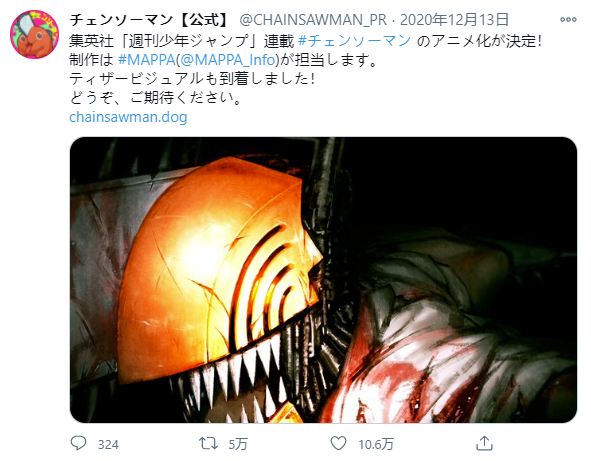 チェンソーマン【公式】 @CHAINSAWMAN_PR · 2020年12月13日
集英社「週刊少年ジャンプ」連載 #チェンソーマン のアニメ化が決定！
制作は #MAPPA(@MAPPA_Info)が担当します。
ティザービジュアルも到着しました！
どうぞ、ご期待ください。
chainsawman.dog
324 5万 10.6万